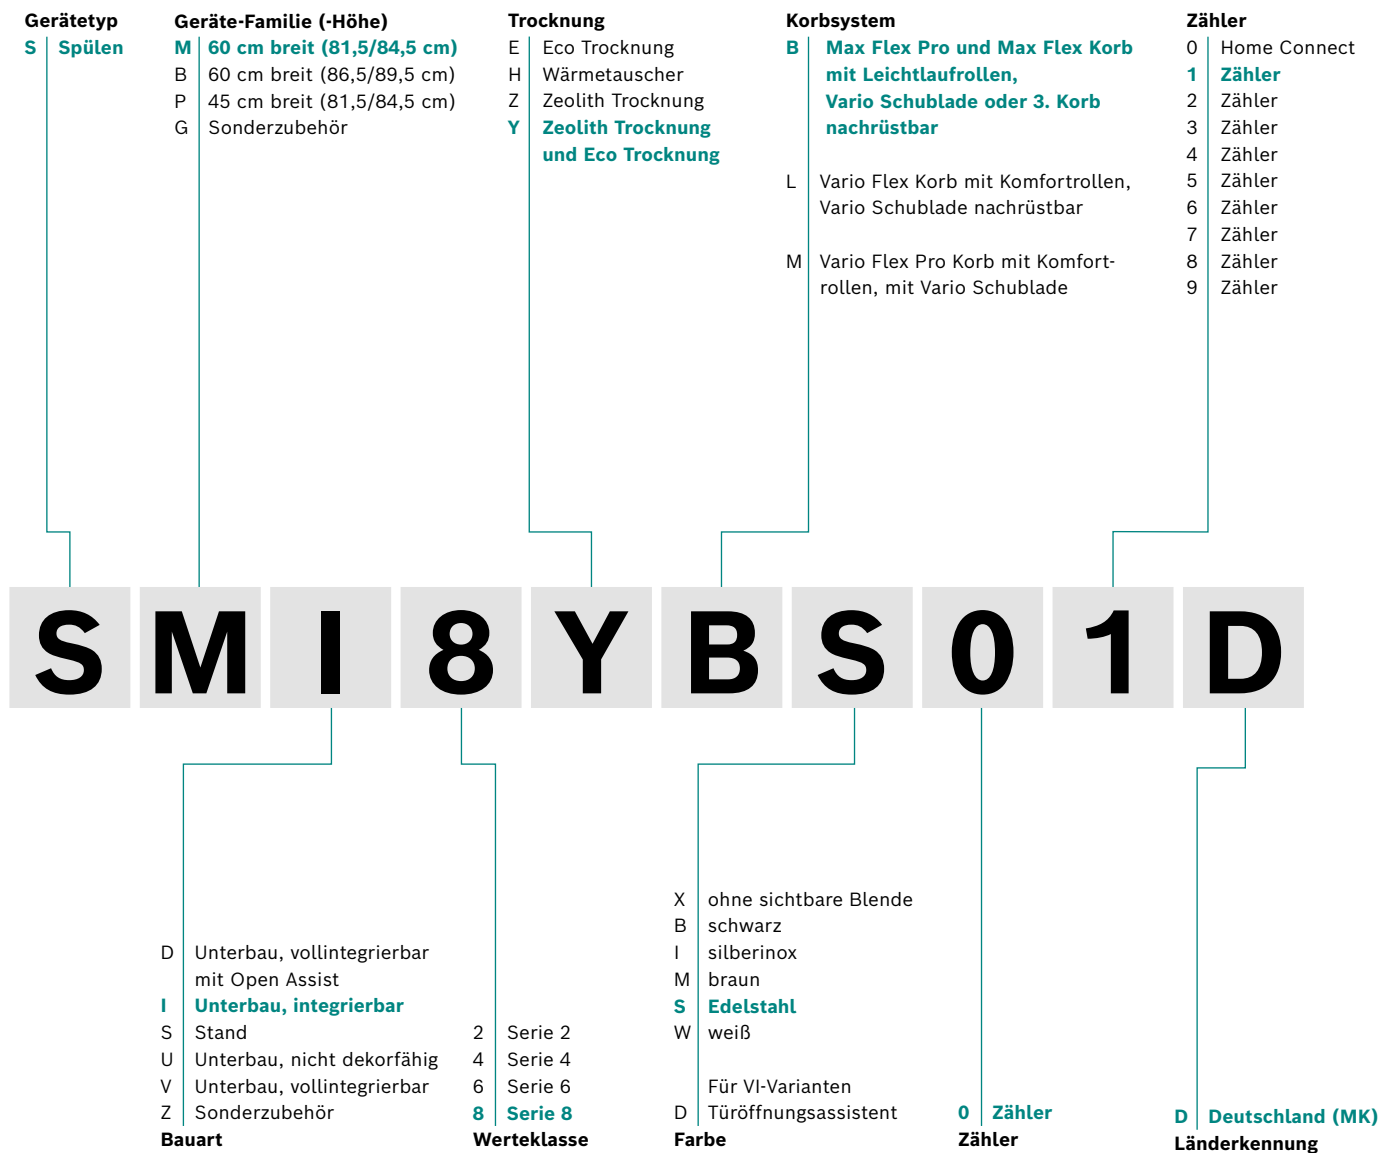 Gerätetyp
S Spülen
Geräte-Familie (-Höhe)
M 60 cm breit (81,5/84,5 cm)
B 60 cm breit (86,5/89,5 cm)
P 45 cm breit (81,5/84,5 cm)
G Sonderzubehör
Trocknung
E Eco Trocknung
H Wärmetauscher
Z Zeolith Trocknung
Y Zeolith Trocknung
und Eco Trocknung
Korbsystem
B Max Flex Pro und Max Flex Korb
mit Leichtlaufrollen,
Vario Schublade oder 3. Korb
nachrüstbar
L Vario Flex Korb mit Komfortrollen,
Vario Schublade nachrüstbar
M Vario Flex Pro Korb mit Komfort-
rollen, mit Vario Schublade
Zähler
0 Home Connect
1 Zähler
2 Zähler
3 Zähler
4 Zähler
5 Zähler
6 Zähler
7 Zähler
8 Zähler
9 Zähler
S M I 8 Y B S 0 1 D
D Unterbau, vollintegrierbar
mit Open Assist
I Unterbau, integrierbar
S Stand
U Unterbau, nicht dekorfähig
V Unterbau, vollintegrierbar
Z Sonderzubehör
Bauart
2 Serie 2
4 Serie 4
6 Serie 6
8 Serie 8
Werteklasse
X ohne sichtbare Blende
B schwarz
I silberinox
M braun
S Edelstahl
W weiß
Für VI-Varianten
D Türöffnungsassistent
Farbe
0 Zähler
Zähler
D Deutschland (MK)
Länderkennung